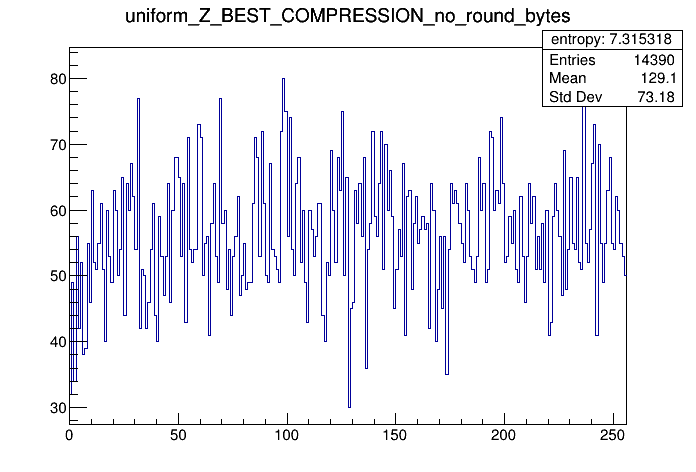 uniform_Z_BEST_COMPRESSION_no_round_bytes
entropy: 7.315318
Entries 14390
Mean 129.1
Std Dev 73.18
80
70
60
50
40
30
0 50 100 150 200 250